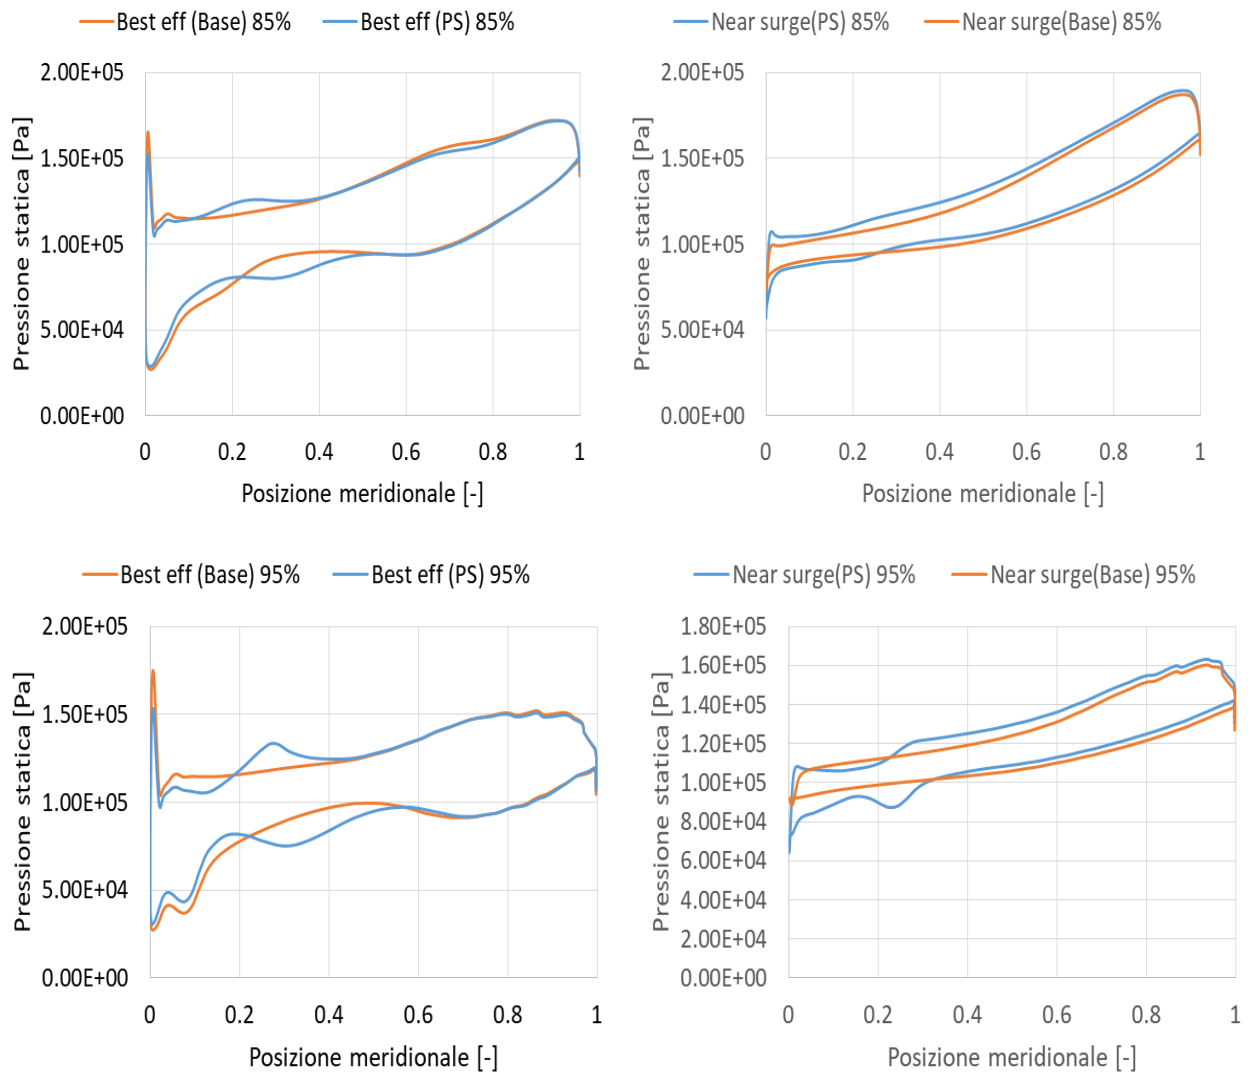 Best eff (Base) 85% Best eff (PS) 85%
2.00E+05
1.50E+05
1.00E+05
5.00E+04
0.00E+00
Pressione statica [Pa]
0 0.2 0.4 0.6 0.8 1
Posizione meridionale [-]
Near surge(PS) 85% Near surge(Base) 85%
2.00E+05
1.50E+05
1.00E+05
5.00E+04
0.00E+00
Pressione statica [Pa]
0 0.2 0.4 0.6 0.8 1
Posizione meridionale [-]
Best eff (Base) 95% Best eff (PS) 95%
2.00E+05
1.50E+05
1.00E+05
5.00E+04
0.00E+00
Pressione statica [Pa]
0 0.2 0.4 0.6 0.8 1
Posizione meridionale [-]
Near surge(PS) 95% Near surge(Base) 95%
1.80E+05
1.60E+05
1.40E+05
1.20E+05
1.00E+05
8.00E+04
6.00E+04
4.00E+04
2.00E+04
0.00E+00
Pressione statica [Pa]
0 0.2 0.4 0.6 0.8 1
Posizione meridionale [-]